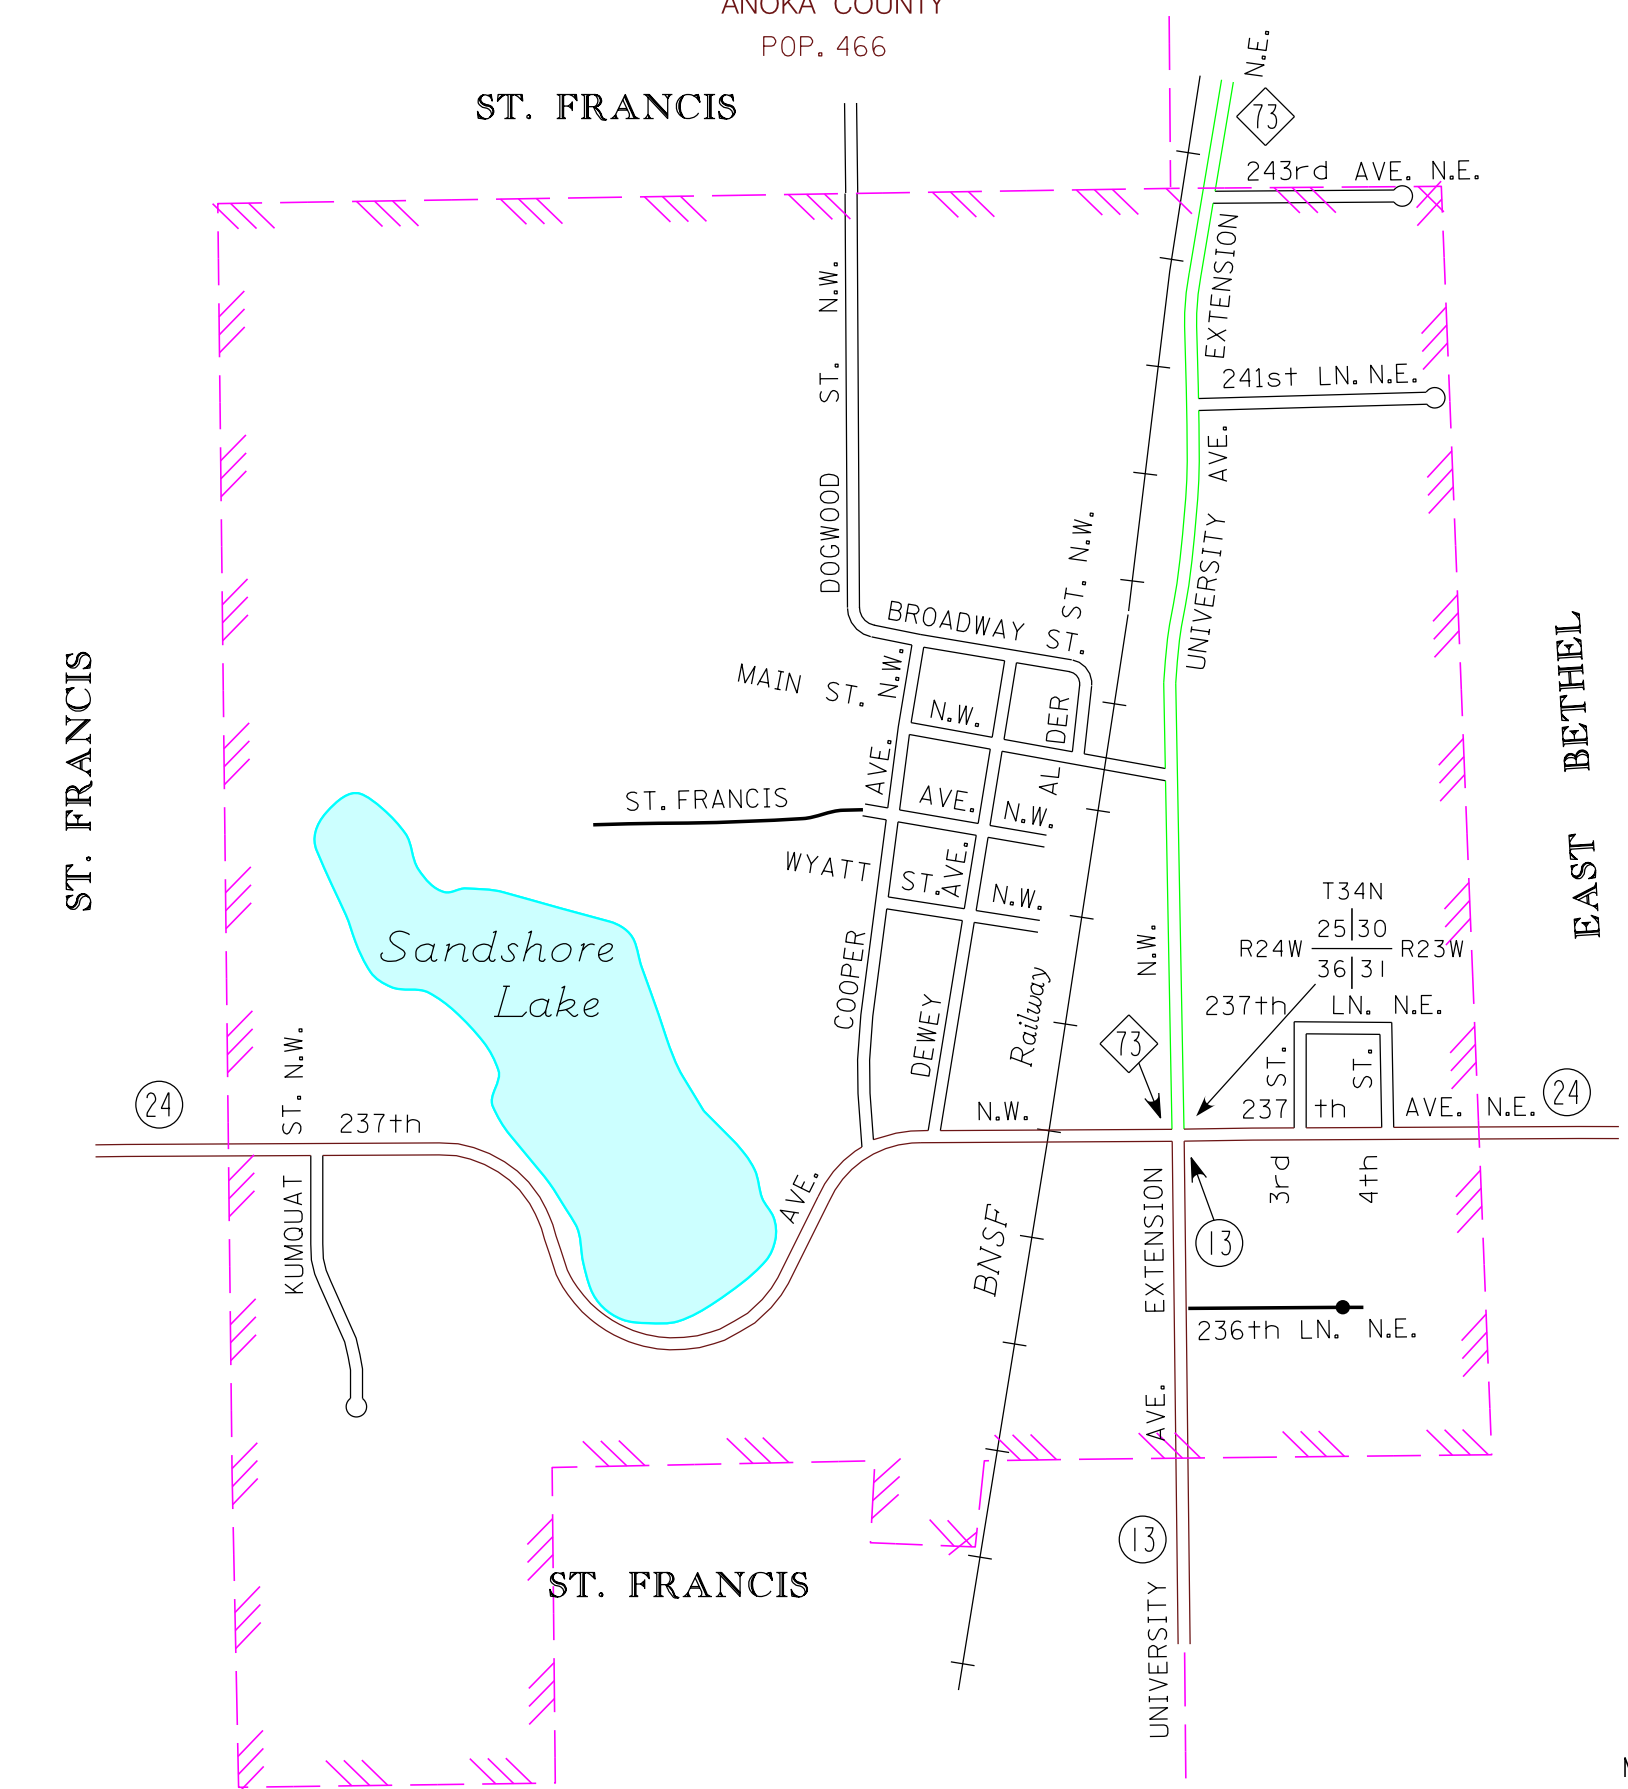 ANOKA COUNTY
POP. 466
ST. FRANCIS
N.E.
73
243rd AVE. N.E.
EXTENSION
241st LN. N.E.
DOGWOOD ST. N.W.
UNIVERSITY AVE.
ST. N.W.
BROADWAY ST.
MAIN ST.
N.W.
N.W.
DER
AL
AVE.
ST. FRANCIS
AVE.
N.W.
WYATT
ST.
AVE.
N.W.
ST. FRANCIS
EAST BETHEL
T34N
25 30
R24W R23W
36 31
Sandshore
Lake
COOPER
DEWEY
Railway
N.W.
237th LN. N.E.
73
ST.
ST.
24
KUMQUAT ST. N.W.
237th
AVE.
N.W.
237 th AVE. N.E.
24
3rd
4th
13
BNSF
EXTENSION
236th LN. N.E.
AVE.
ST. FRANCIS
13
UNIVERSITY